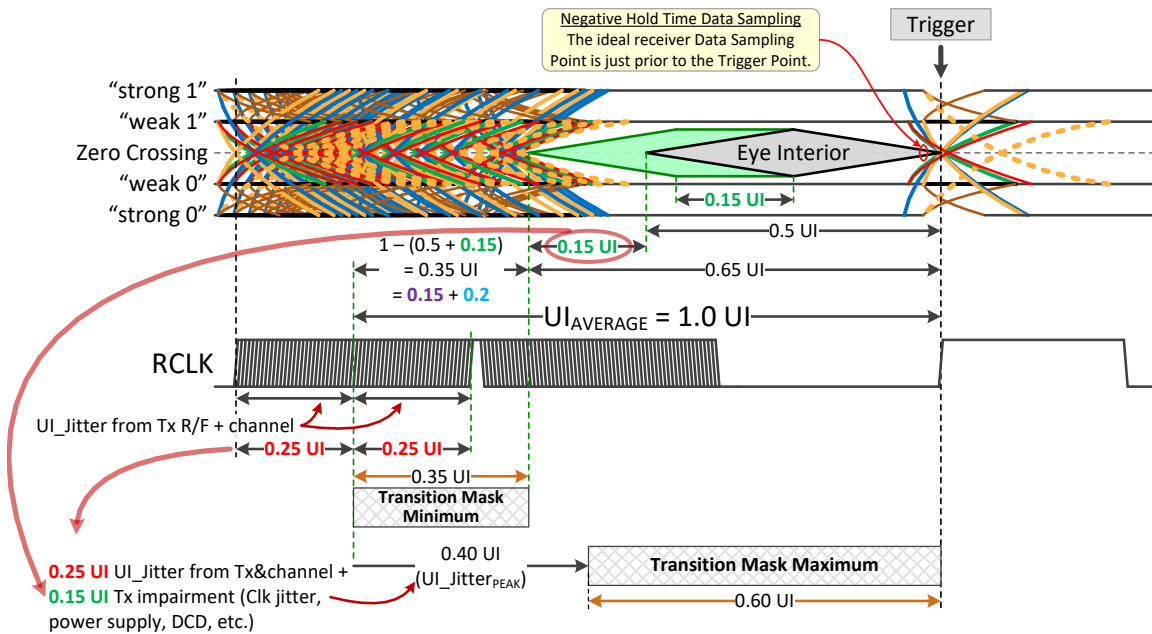 Negative Hold Time Data Sampling
The ideal receiver Data Sampling
Point is just prior to the Trigger Point.
Trigger
“strong 1”
“weak 1”
Zero Crossing
“weak 0”
“strong 0”
Eye Interior
0.15 UI
0.5 UI
1 – (0.5 + 0.15)
= 0.35 UI
= 0.15 + 0.2
0.15 UI
0.65 UI
UIAVERAGE = 1.0 UI
RCLK
UI_Jitter from Tx R/F + channel
0.25 UI
0.25 UI
0.35 UI
Transition Mask
Minimum
0.40 UI
(UI_JitterPEAK)
Transition Mask Maximum
0.60 UI
0.25 UI UI_Jitter from Tx&channel +
0.15 UI Tx impairment (Clk jitter,
power supply, DCD, etc.)